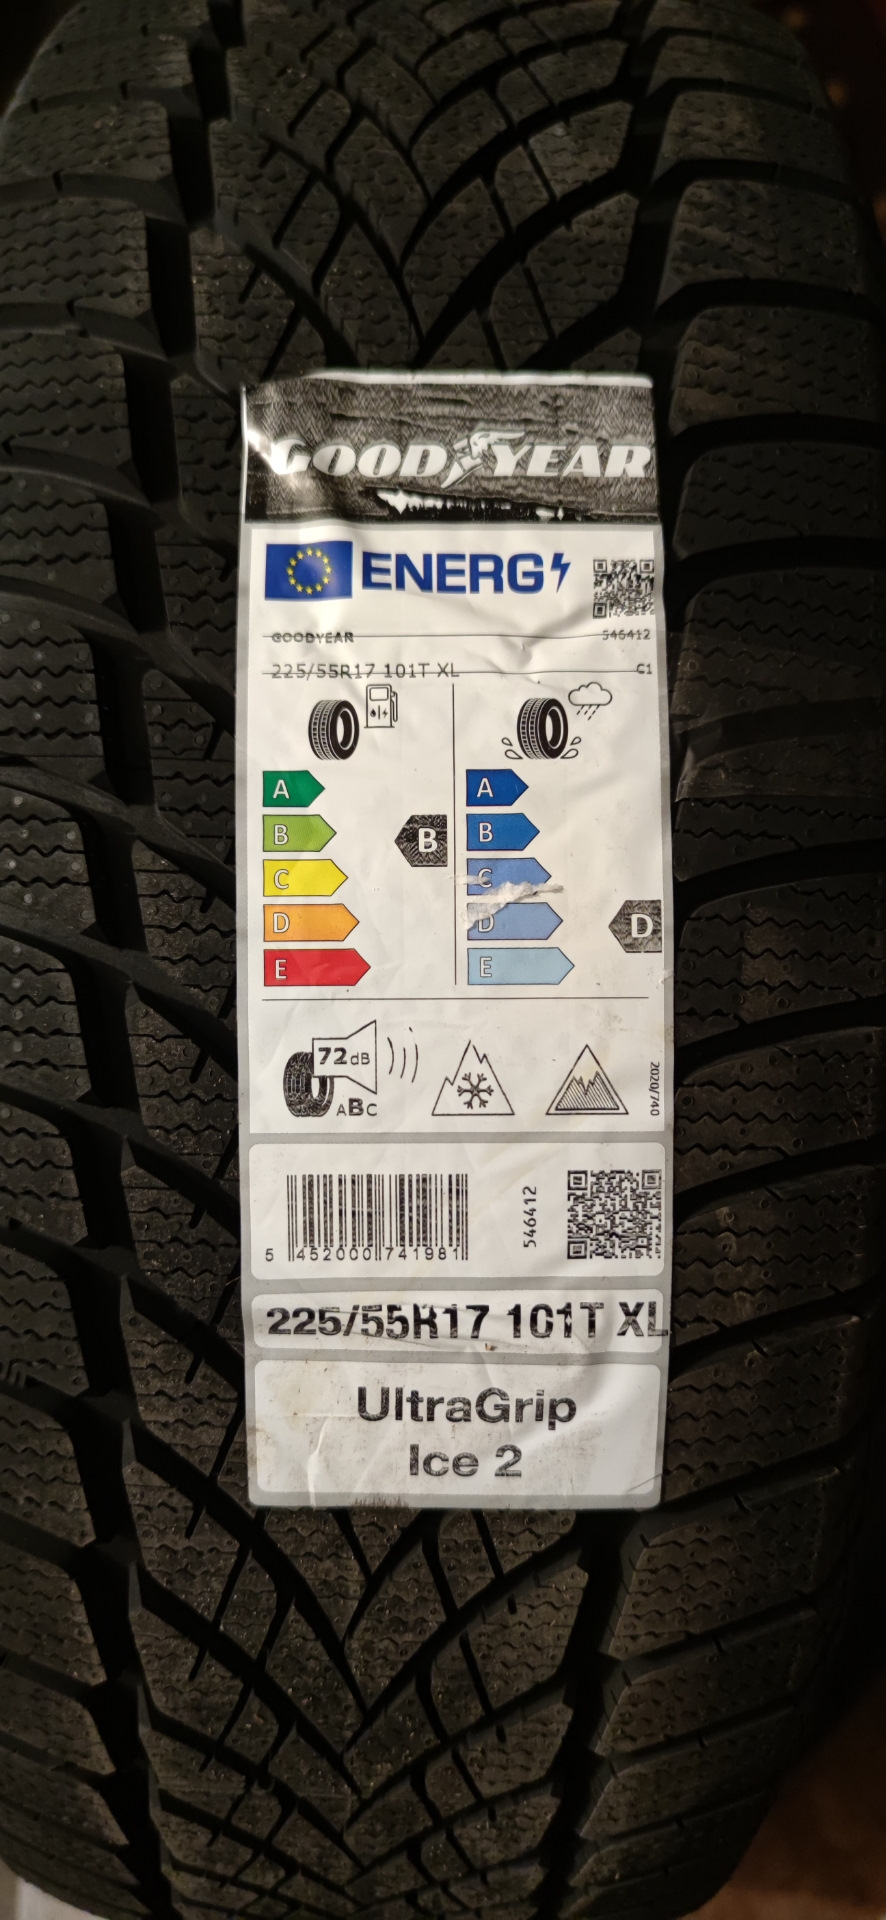 GOODYEAR
ENERG
GOODYEAR 546412
225/55R17 101T XL C1
A A
B B B
C C
D D D
E E
72dB
ABC
2020/740
5 452000 741981
546412
225/55R17 101T XL
UltraGrip
Ice 2